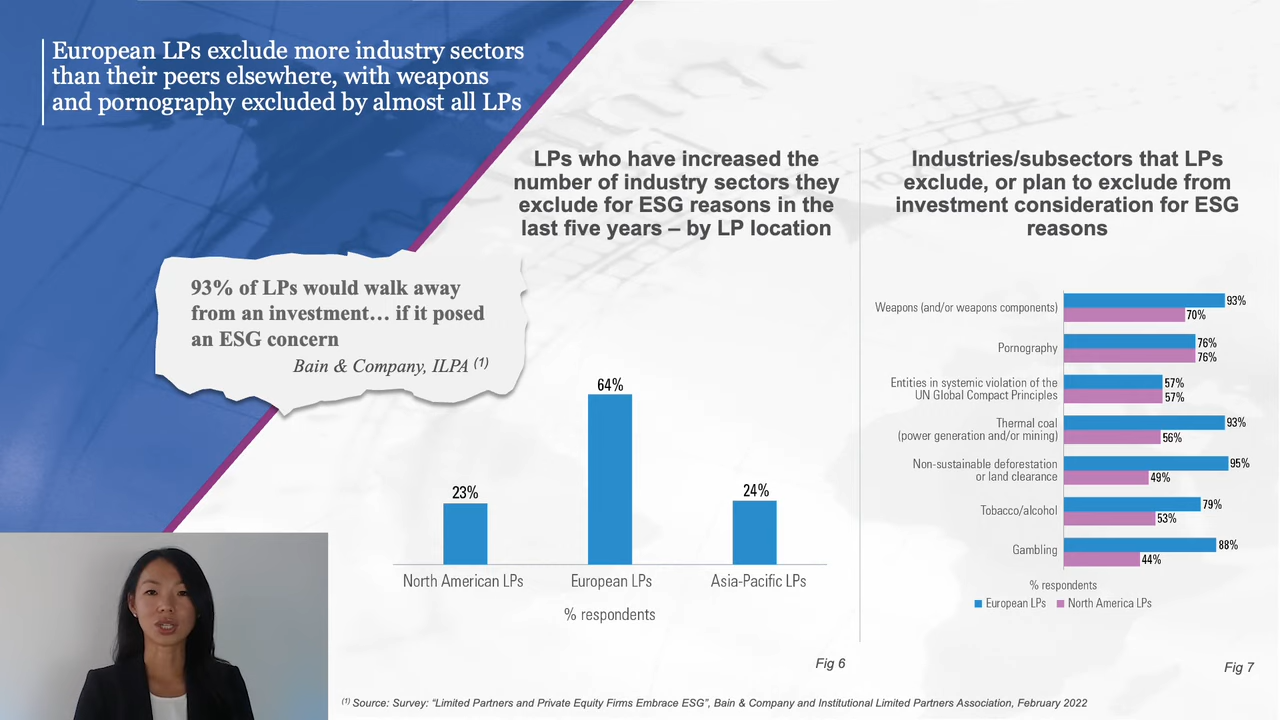 European LPs exclude more industry sectors
than their peers elsewhere, with weapons
and pornography excluded by almost all LPs
93% of LPs would walk away
from an investment… if it posed
an ESG concern
Bain & Company, ILPA (1)
LPs who have increased the
number of industry sectors they
exclude for ESG reasons in the
last five years – by LP location
64%
23%
24%
North American LPs
European LPs
Asia-Pacific LPs
% respondents
Fig 6
Industries/subsectors that LPs
exclude, or plan to exclude from
investment consideration for ESG
reasons
Weapons (and/or weapons components)
93%
70%
Pornography
76%
76%
Entities in systemic violation of the
UN Global Compact Principles
57%
57%
Thermal coal
(power generation and/or mining)
93%
56%
Non-sustainable deforestation
or land clearance
95%
49%
Tobacco/alcohol
79%
53%
Gambling
88%
44%
% respondents
European LPs
North America LPs
Fig 7
(1) Source: Survey: “Limited Partners and Private Equity Firms Embrace ESG”, Bain & Company and Institutional Limited Partners Association, February 2022